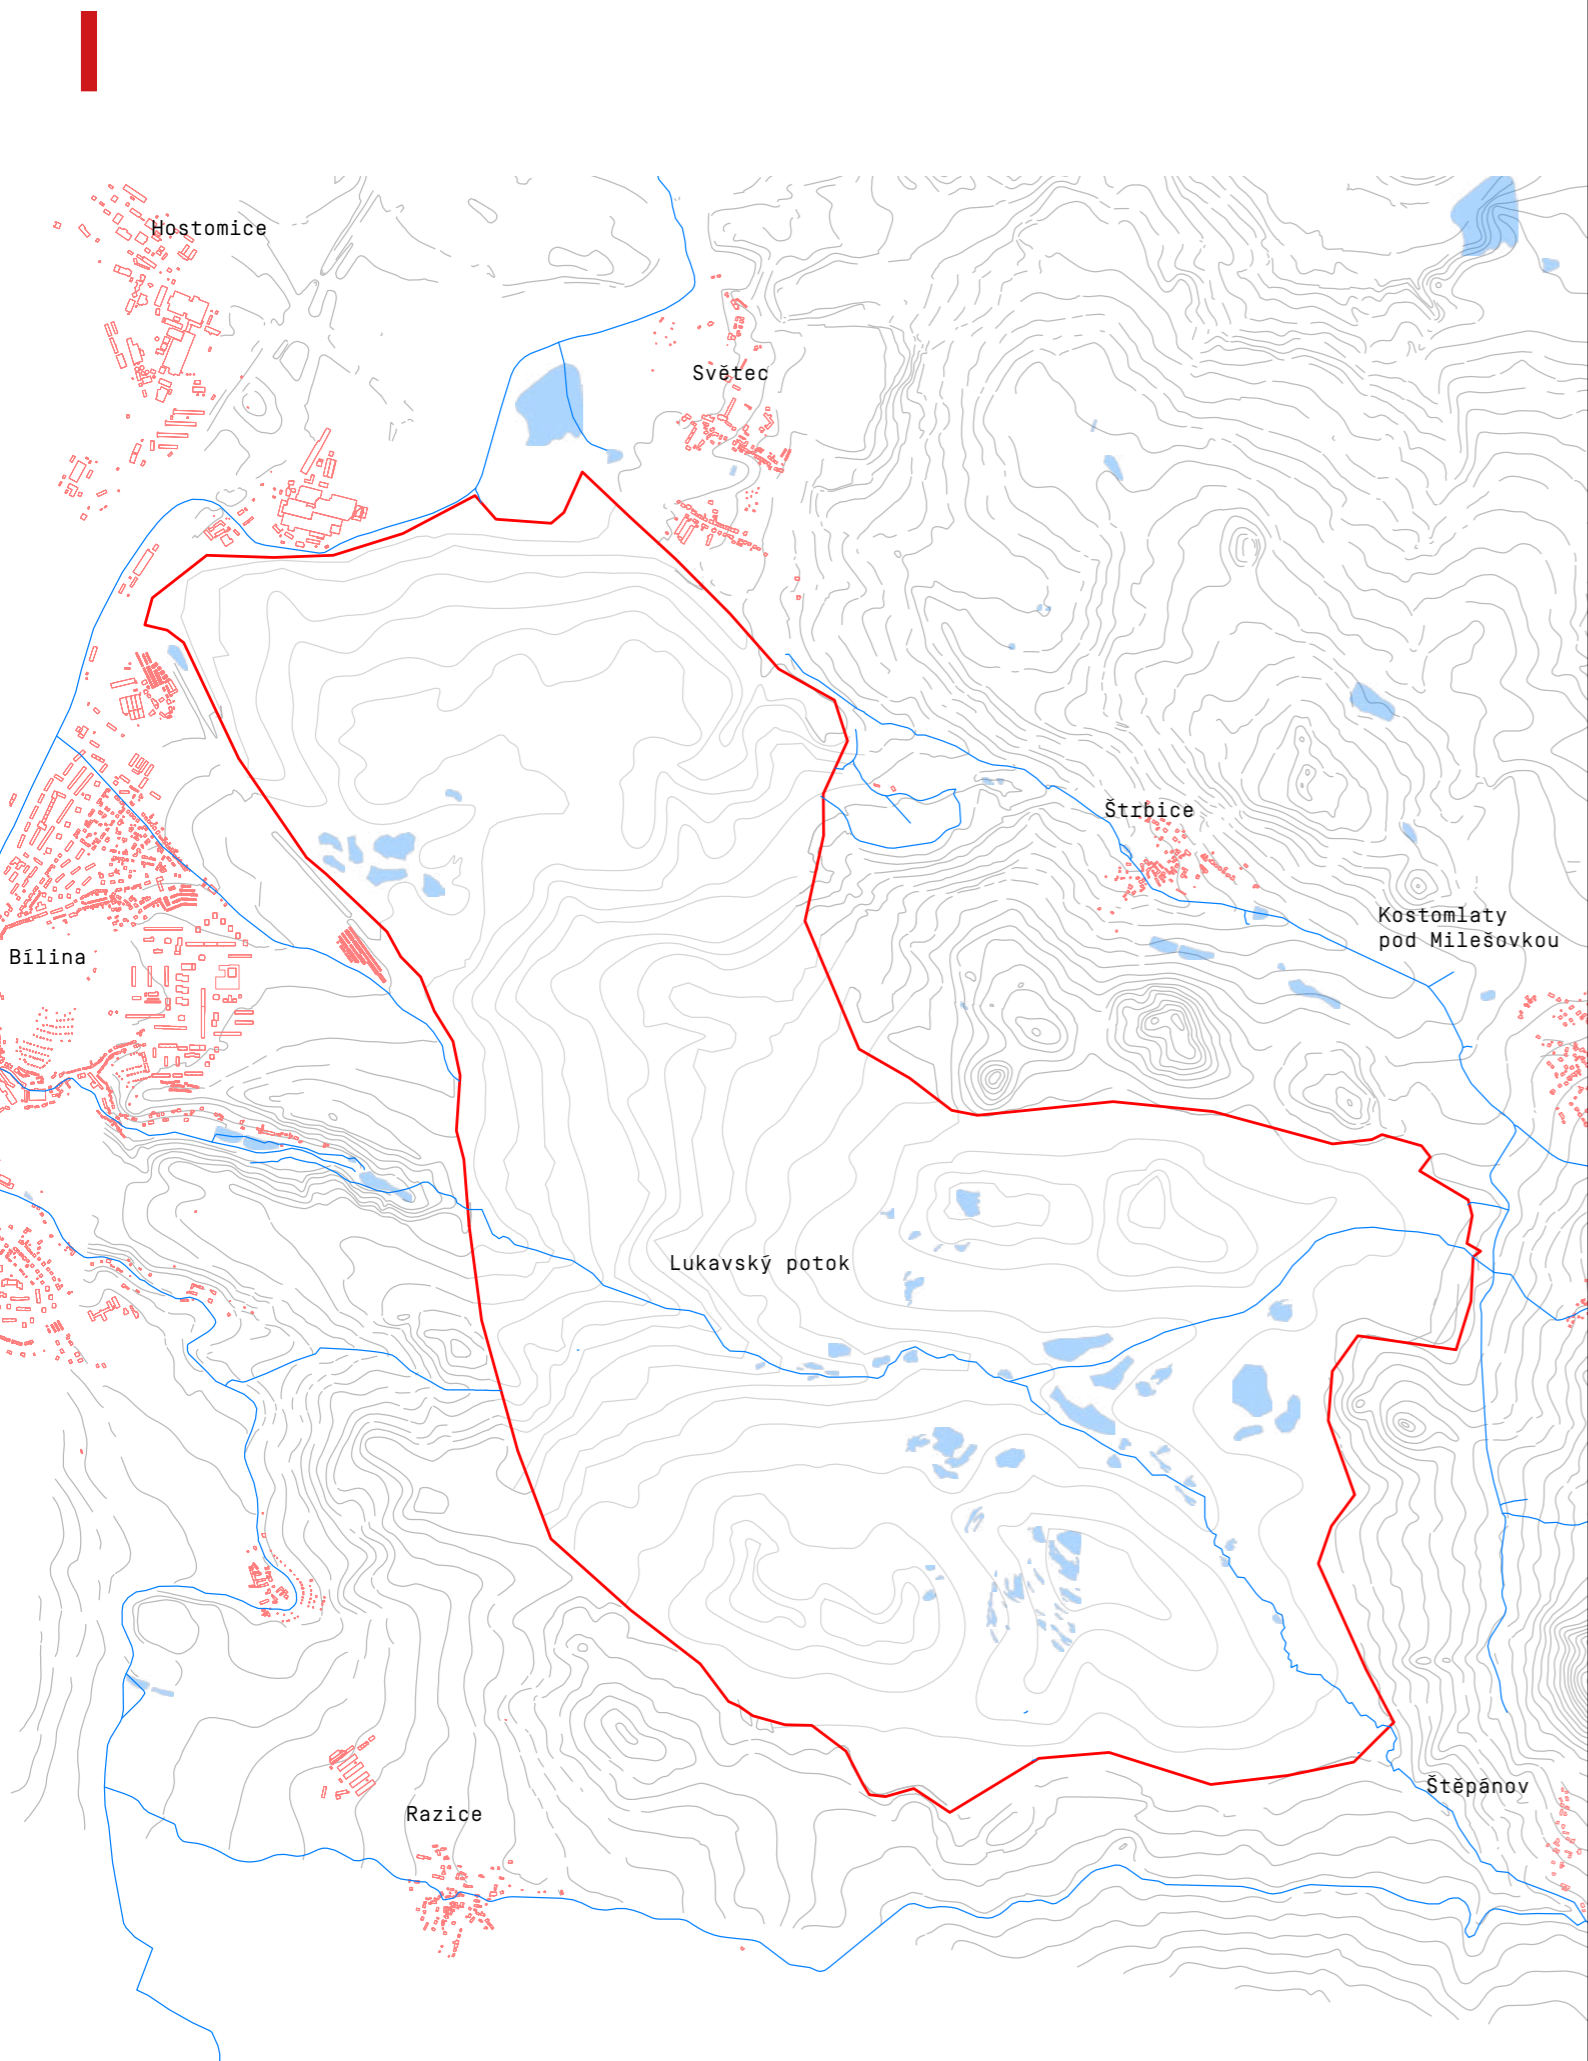 Hostomice
Světec
Štrbice
Kostomlaty
pod Milešovkou
Bílina
Lukavský potok
Štěpánov
Razice